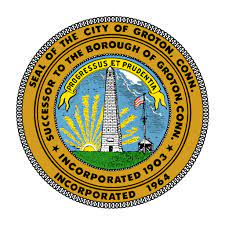 SEAL OF THE CITY OF GROTON, CONN.
SUCCESSOR TO THE BOROUGH OF GROTON, CONN.
PROGRESSUS ET PRUDENTIA
INCORPORATED 1903
INCORPORATED 1964